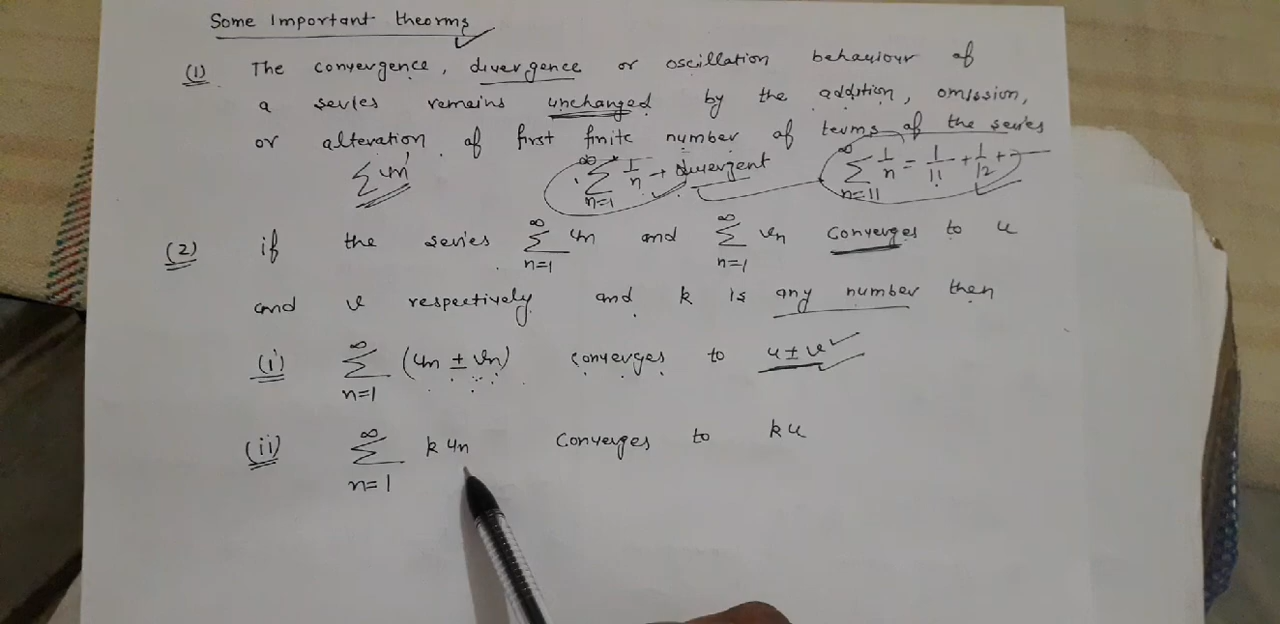 Some Important theorms
(1) The convergence, divergence or oscillation behaviour of
a series remains unchanged by the addition, omission,
or alteration of first finite number of terms of the series
∑un ∞∑n=1 1/n → divergent ∞∑n=11 1/n = 1/11 + 1/12 + —
(2) if the series ∞∑n=1 un and ∞∑n=1 vn converges to u
and v respectively and k is any number then
(i) ∞∑n=1 (un ± vn) converges to u ± v
(ii) ∞∑n=1 k un converges to ku